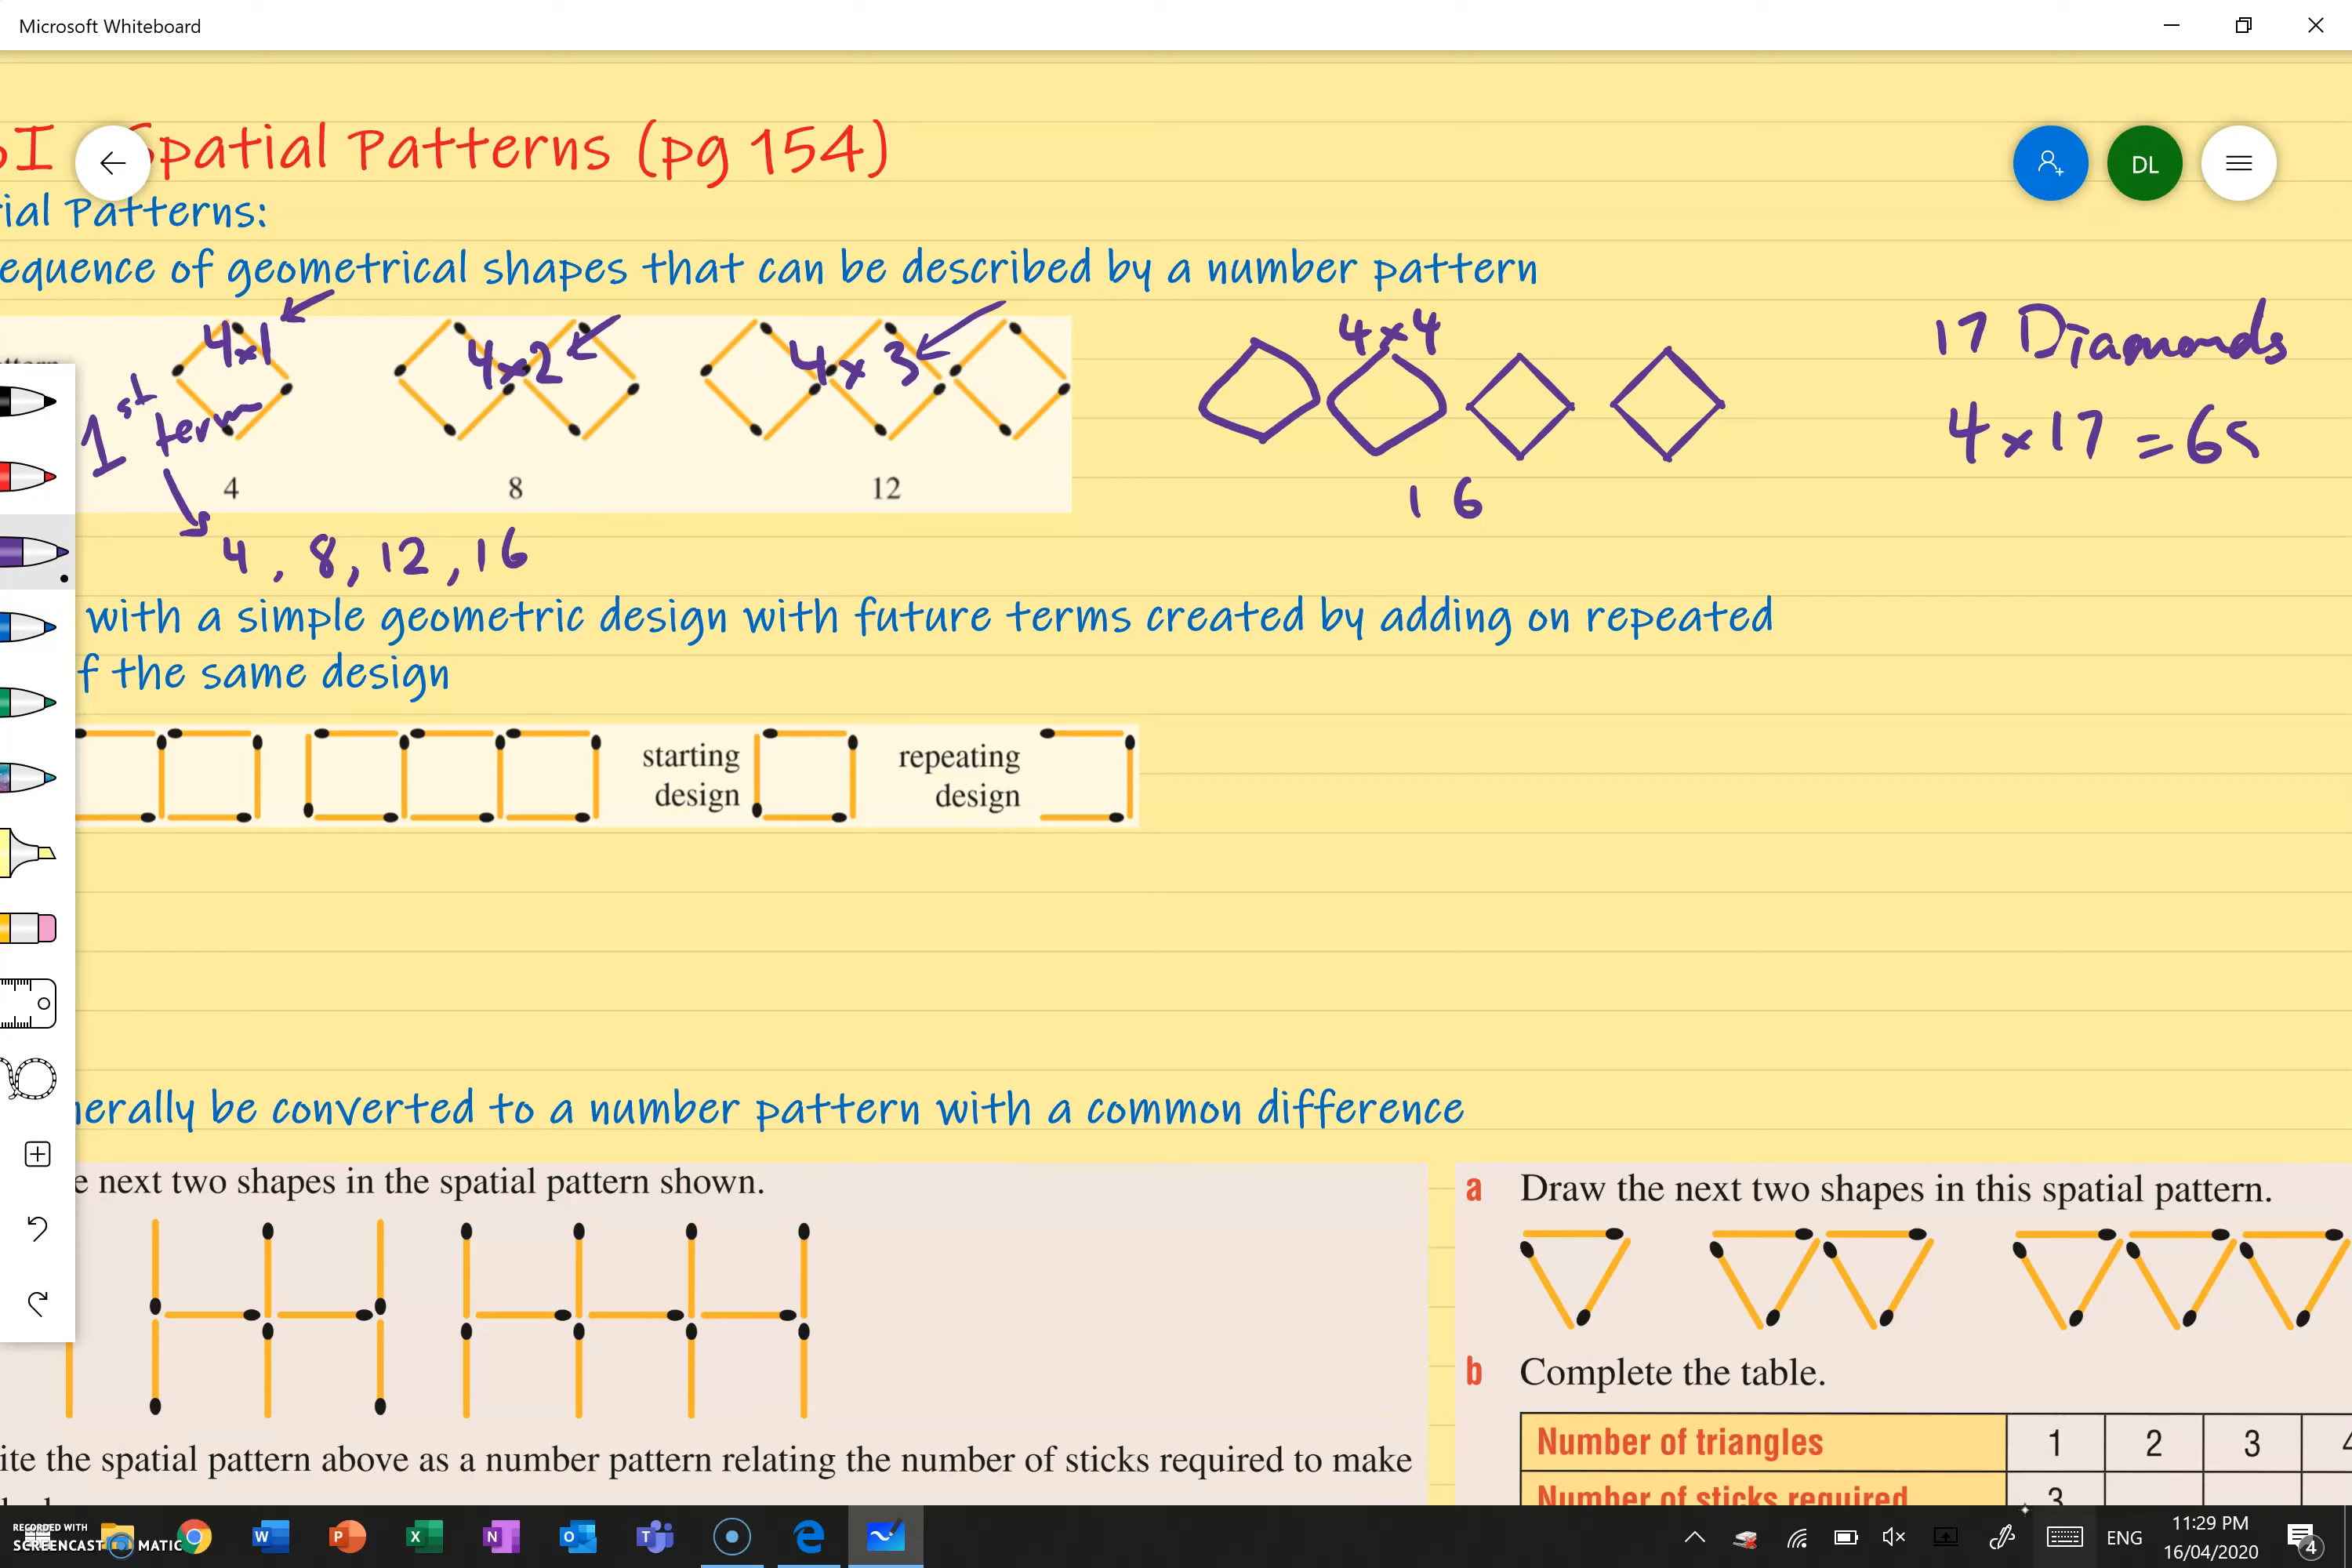 Microsoft Whiteboard
Spatial Patterns (pg 154)
DL
ial Patterns:
equence of geometrical shapes that can be described by a number pattern
4×1
4×2
4×3
4×4
17 Diamonds
1st term
4×17 = 6
4
8
12
16
4, 8, 12, 16
with a simple geometric design with future terms created by adding on repeated
f the same design
starting design
repeating design
nerally be converted to a number pattern with a common difference
e next two shapes in the spatial pattern shown.
a Draw the next two shapes in this spatial pattern.
b Complete the table.
Number of triangles 1 2 3 4
ite the spatial pattern above as a number pattern relating the number of sticks required to make
Number of sticks required 3
RECORDED WITH
SCREENCAST MATIC
ENG
11:29 PM
16/04/2020
4